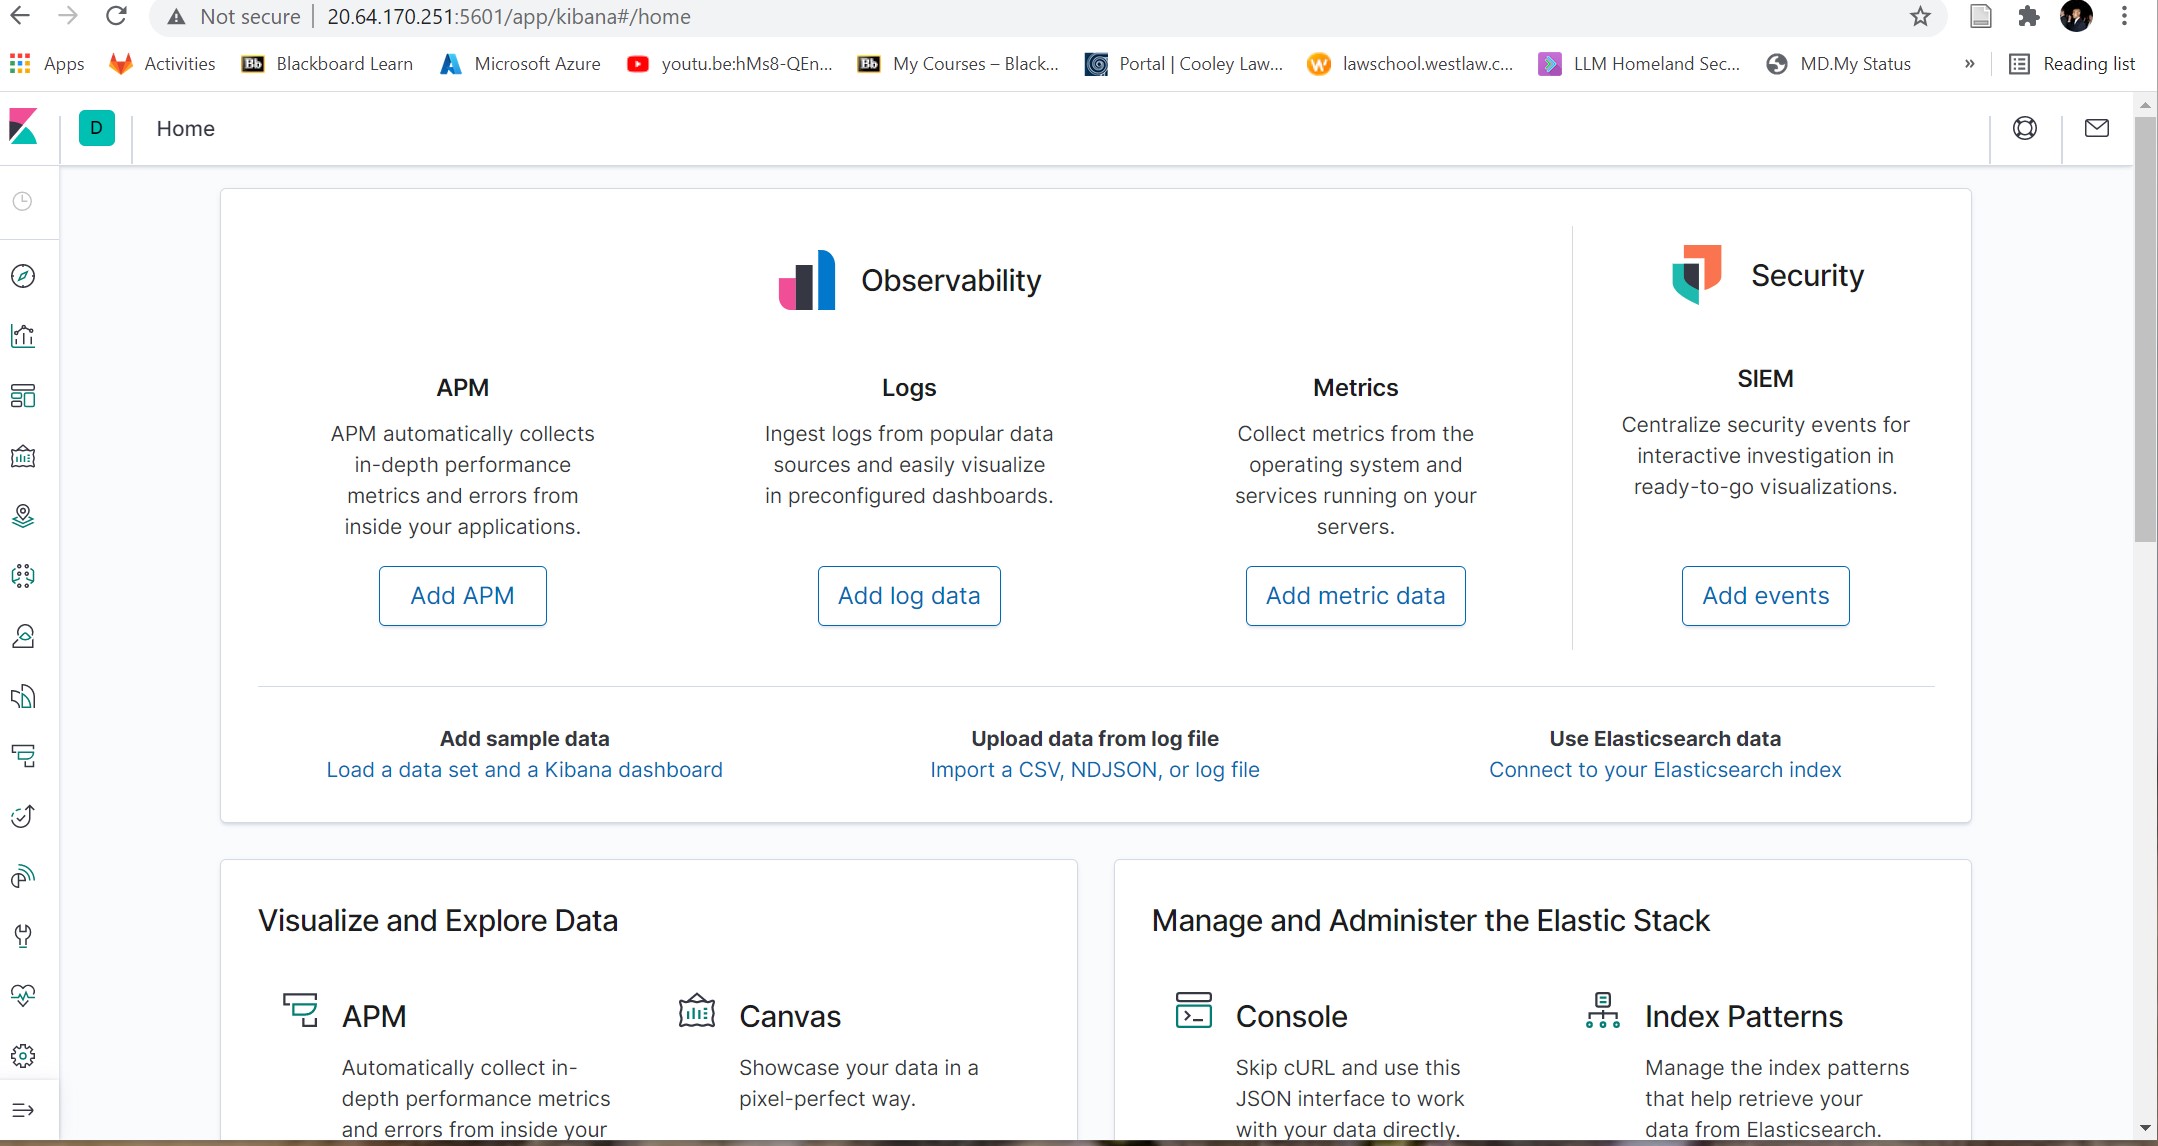 Not secure | 20.64.170.251:5601/app/kibana#/home
Apps Activities Bb Blackboard Learn Microsoft Azure youtu.be:hMs8-QEn... Bb My Courses – Black... Portal | Cooley Law... W lawschool.westlaw.c... LLM Homeland Sec... MD.My Status » Reading list
D Home
Observability
Security
APM
APM automatically collects
in-depth performance
metrics and errors from
inside your applications.
Add APM
Logs
Ingest logs from popular data
sources and easily visualize
in preconfigured dashboards.
Add log data
Metrics
Collect metrics from the
operating system and
services running on your
servers.
Add metric data
SIEM
Centralize security events for
interactive investigation in
ready-to-go visualizations.
Add events
Add sample data
Load a data set and a Kibana dashboard
Upload data from log file
Import a CSV, NDJSON, or log file
Use Elasticsearch data
Connect to your Elasticsearch index
Visualize and Explore Data
APM
Automatically collect in-
depth performance metrics
and errors from inside your
Canvas
Showcase your data in a
pixel-perfect way.
Manage and Administer the Elastic Stack
Console
Skip cURL and use this
JSON interface to work
with your data directly.
Index Patterns
Manage the index patterns
that help retrieve your
data from Elasticsearch.